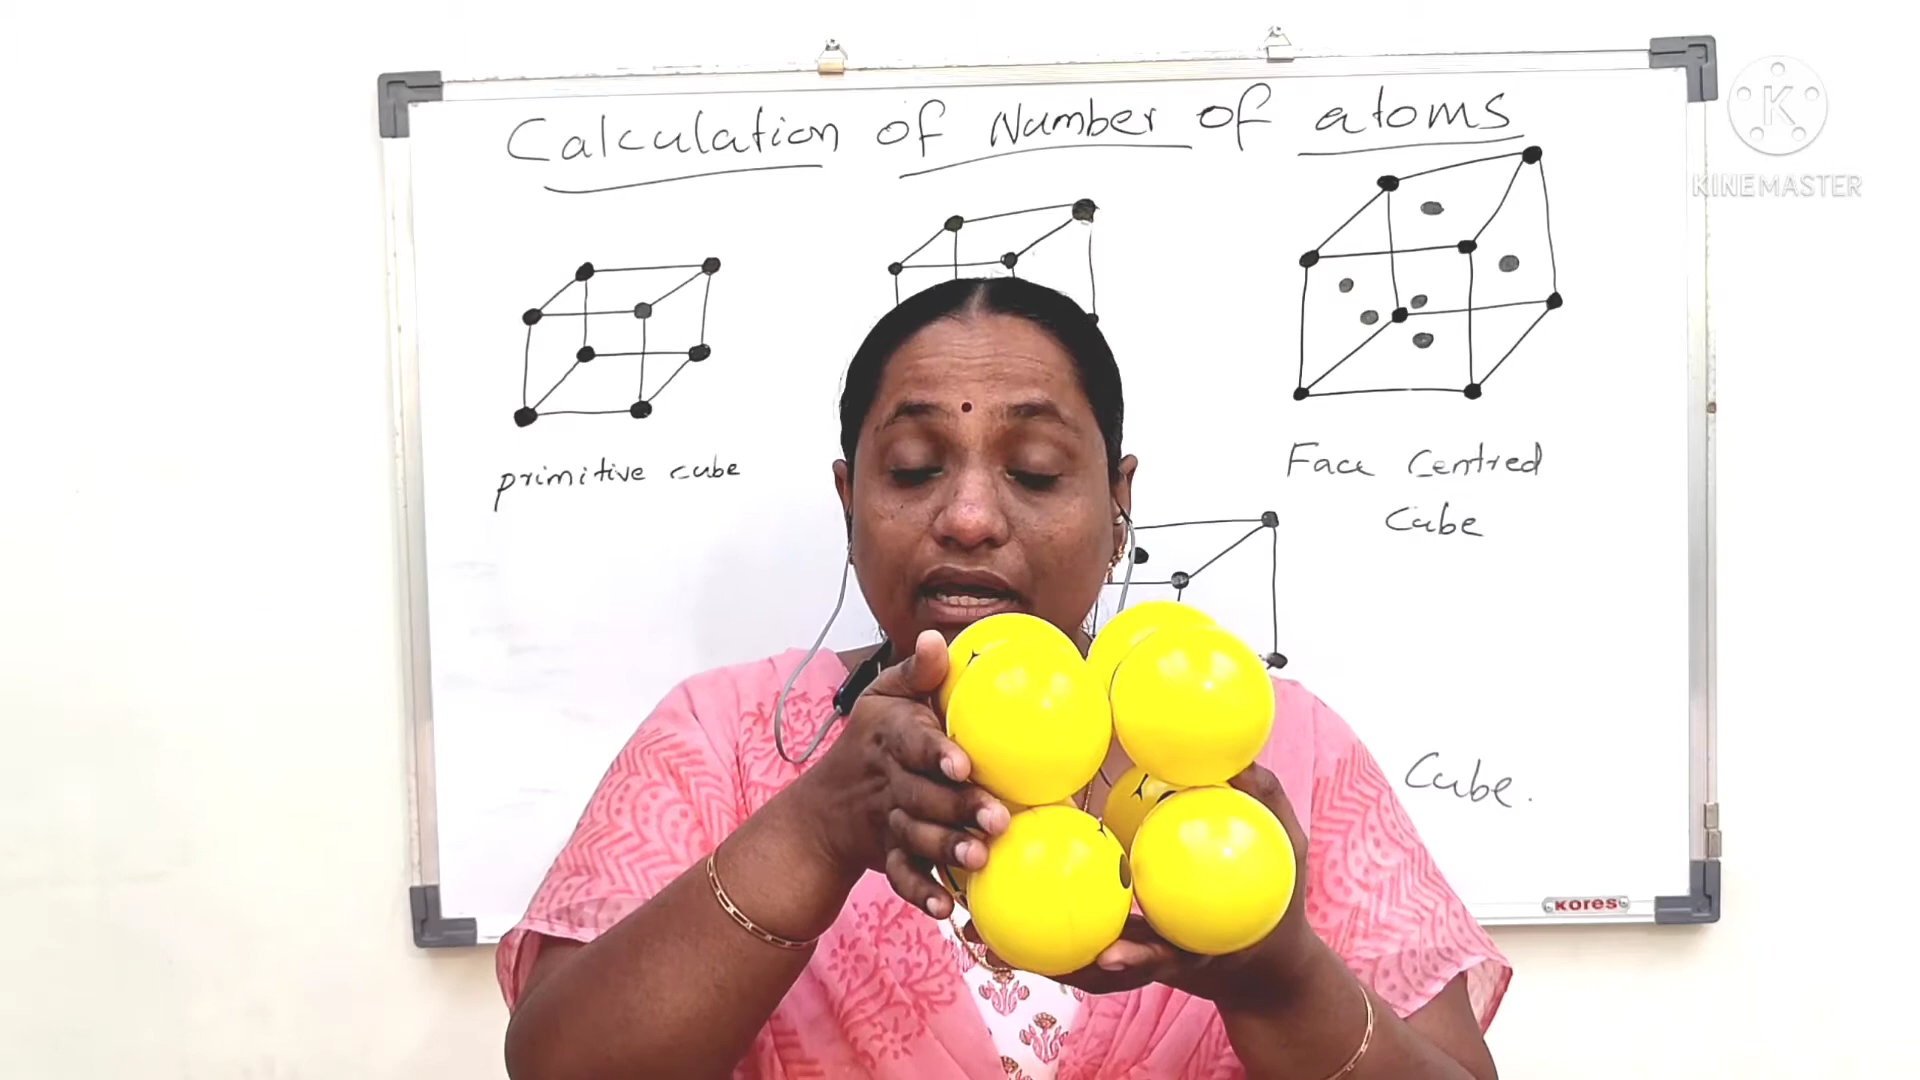 Calculation of Number of atoms
K
KINEMASTER
primitive cube
Face Centred
Cube
Cube.
KORES